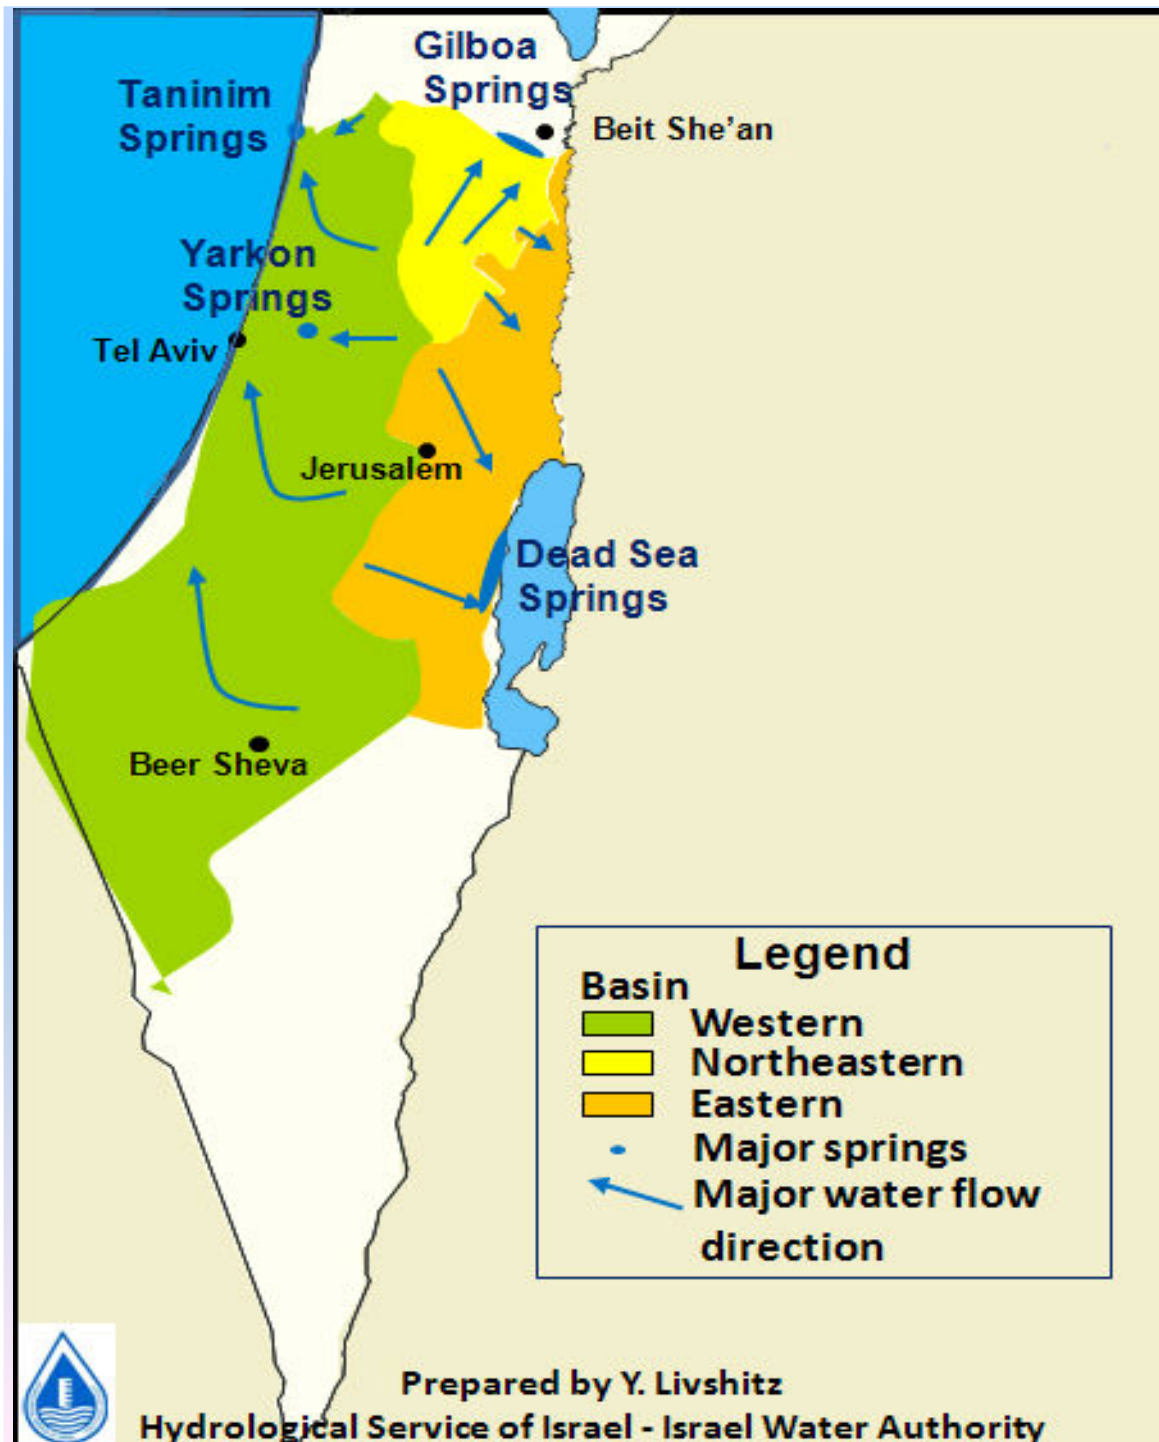 Gilboa
Springs
Taninim
Springs
Beit She'an
Yarkon
Springs
Tel Aviv
Jerusalem
Dead Sea
Springs
Beer Sheva
Legend
Basin
Western
Northeastern
Eastern
Major springs
Major water flow
direction
Prepared by Y. Livshitz
Hydrological Service of Israel - Israel Water Authority